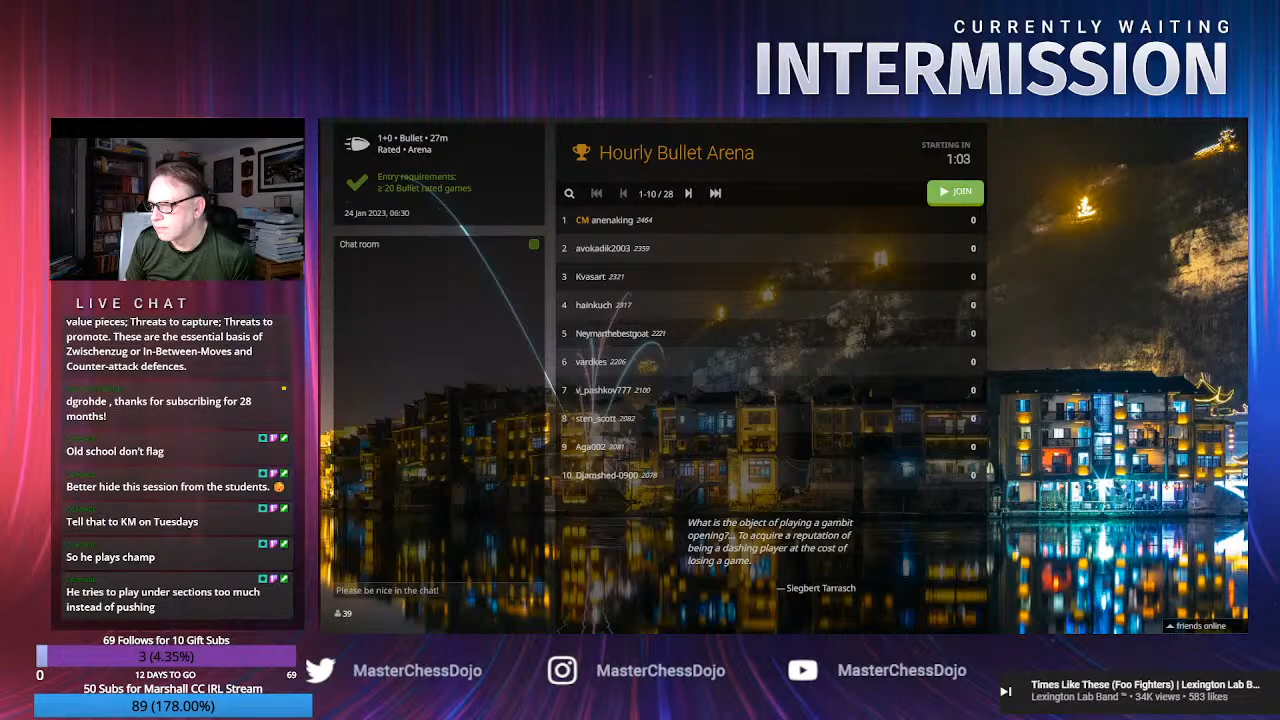 CURRENTLY WAITING
INTERMISSION
1+0 • Bullet • 27m
Rated • Arena
Entry requirements:
≥ 20 Bullet rated games
24 Jan 2023, 06:30
Chat room
Please be nice in the chat!
39
Hourly Bullet Arena
STARTING IN
1:03
1-10 / 28
JOIN
1 CM anenaking 2464 0
2 avokadik2003 2359 0
3 Kvasart 2321 0
4 hainkuch 2317 0
5 Neymarthebestgoat 2221 0
6 vardkes 2206 0
7 v_pashkov777 2100 0
8 sten_scott 2082 0
9 Aga002 2081 0
10 Djamshed-0900 2078 0
What is the object of playing a gambit
opening?... To acquire a reputation of
being a dashing player at the cost of
losing a game.
— Siegbert Tarrasch
friends online
LIVE CHAT
value pieces; Threats to capture; Threats to
promote. These are the essential basis of
Zwischenzug or In-Between-Moves and
Counter-attack defences.
dgrohde , thanks for subscribing for 28
months!
Old school don't flag
Better hide this session from the students.
Tell that to KM on Tuesdays
So he plays champ
He tries to play under sections too much
instead of pushing
69 Follows for 10 Gift Subs
3 (4.35%)
0 12 DAYS TO GO 69
50 Subs for Marshall CC IRL Stream
89 (178.00%)
MasterChessDojo
MasterChessDojo
MasterChessDojo
Times Like These (Foo Fighters) | Lexington Lab B...
Lexington Lab Band ™ • 34K views • 583 likes